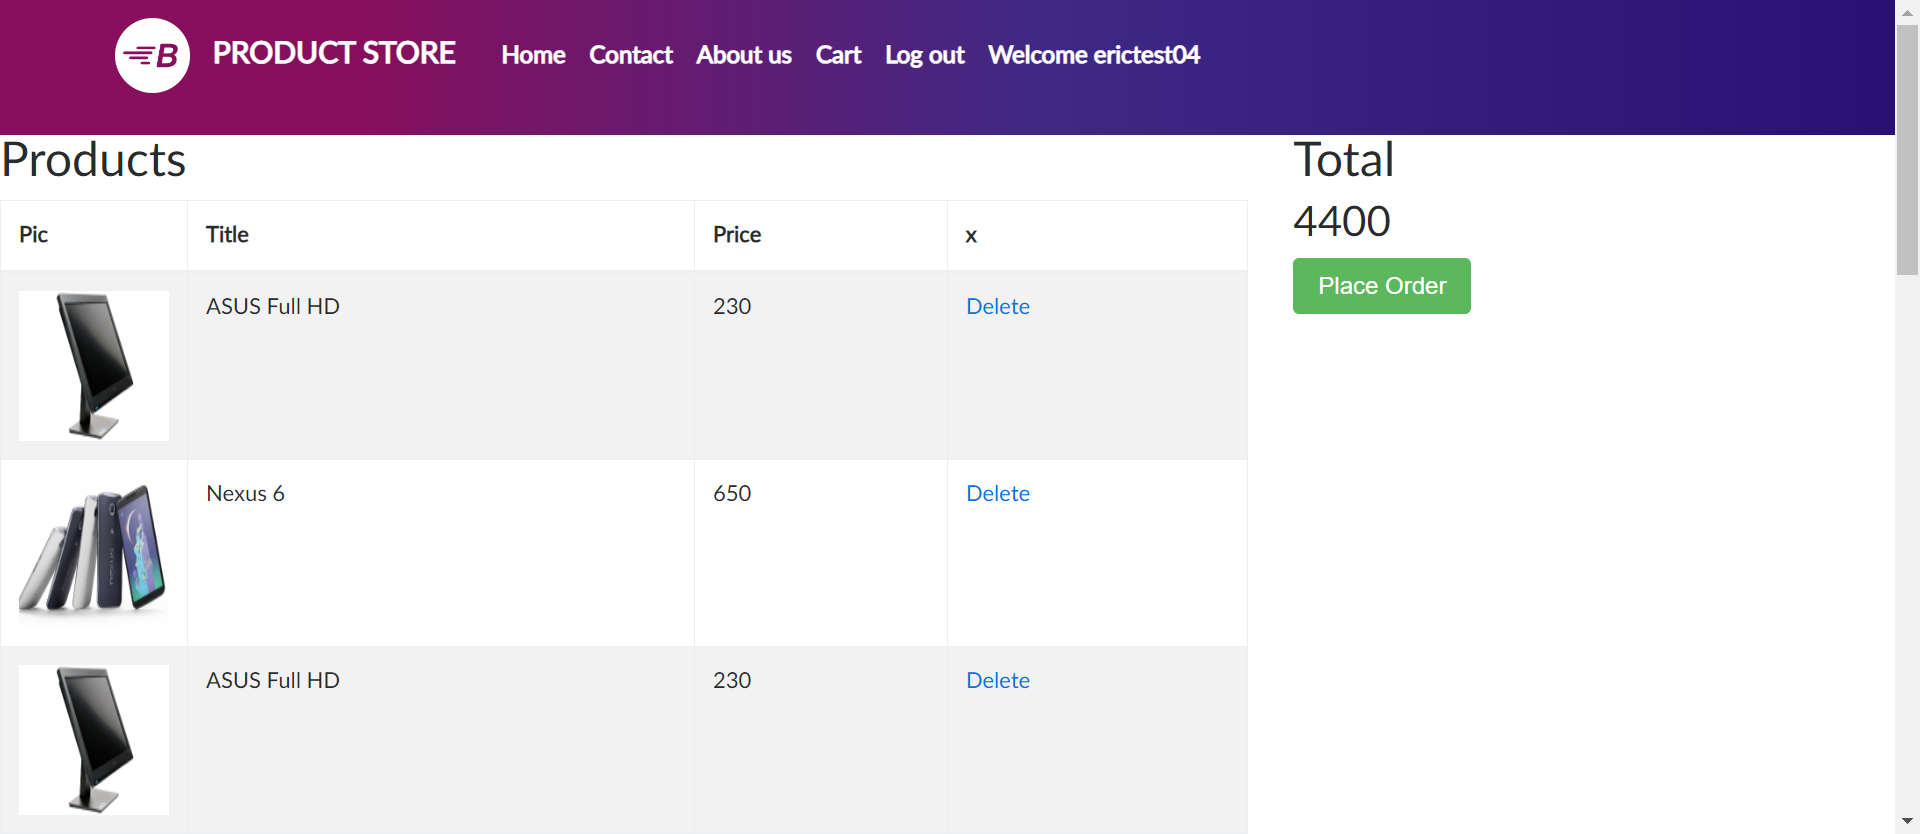 B PRODUCT STORE Home Contact About us Cart Log out Welcome erictest04
Products
Total
4400
Place Order
Pic Title Price x
ASUS Full HD 230 Delete
Nexus 6 650 Delete
ASUS Full HD 230 Delete